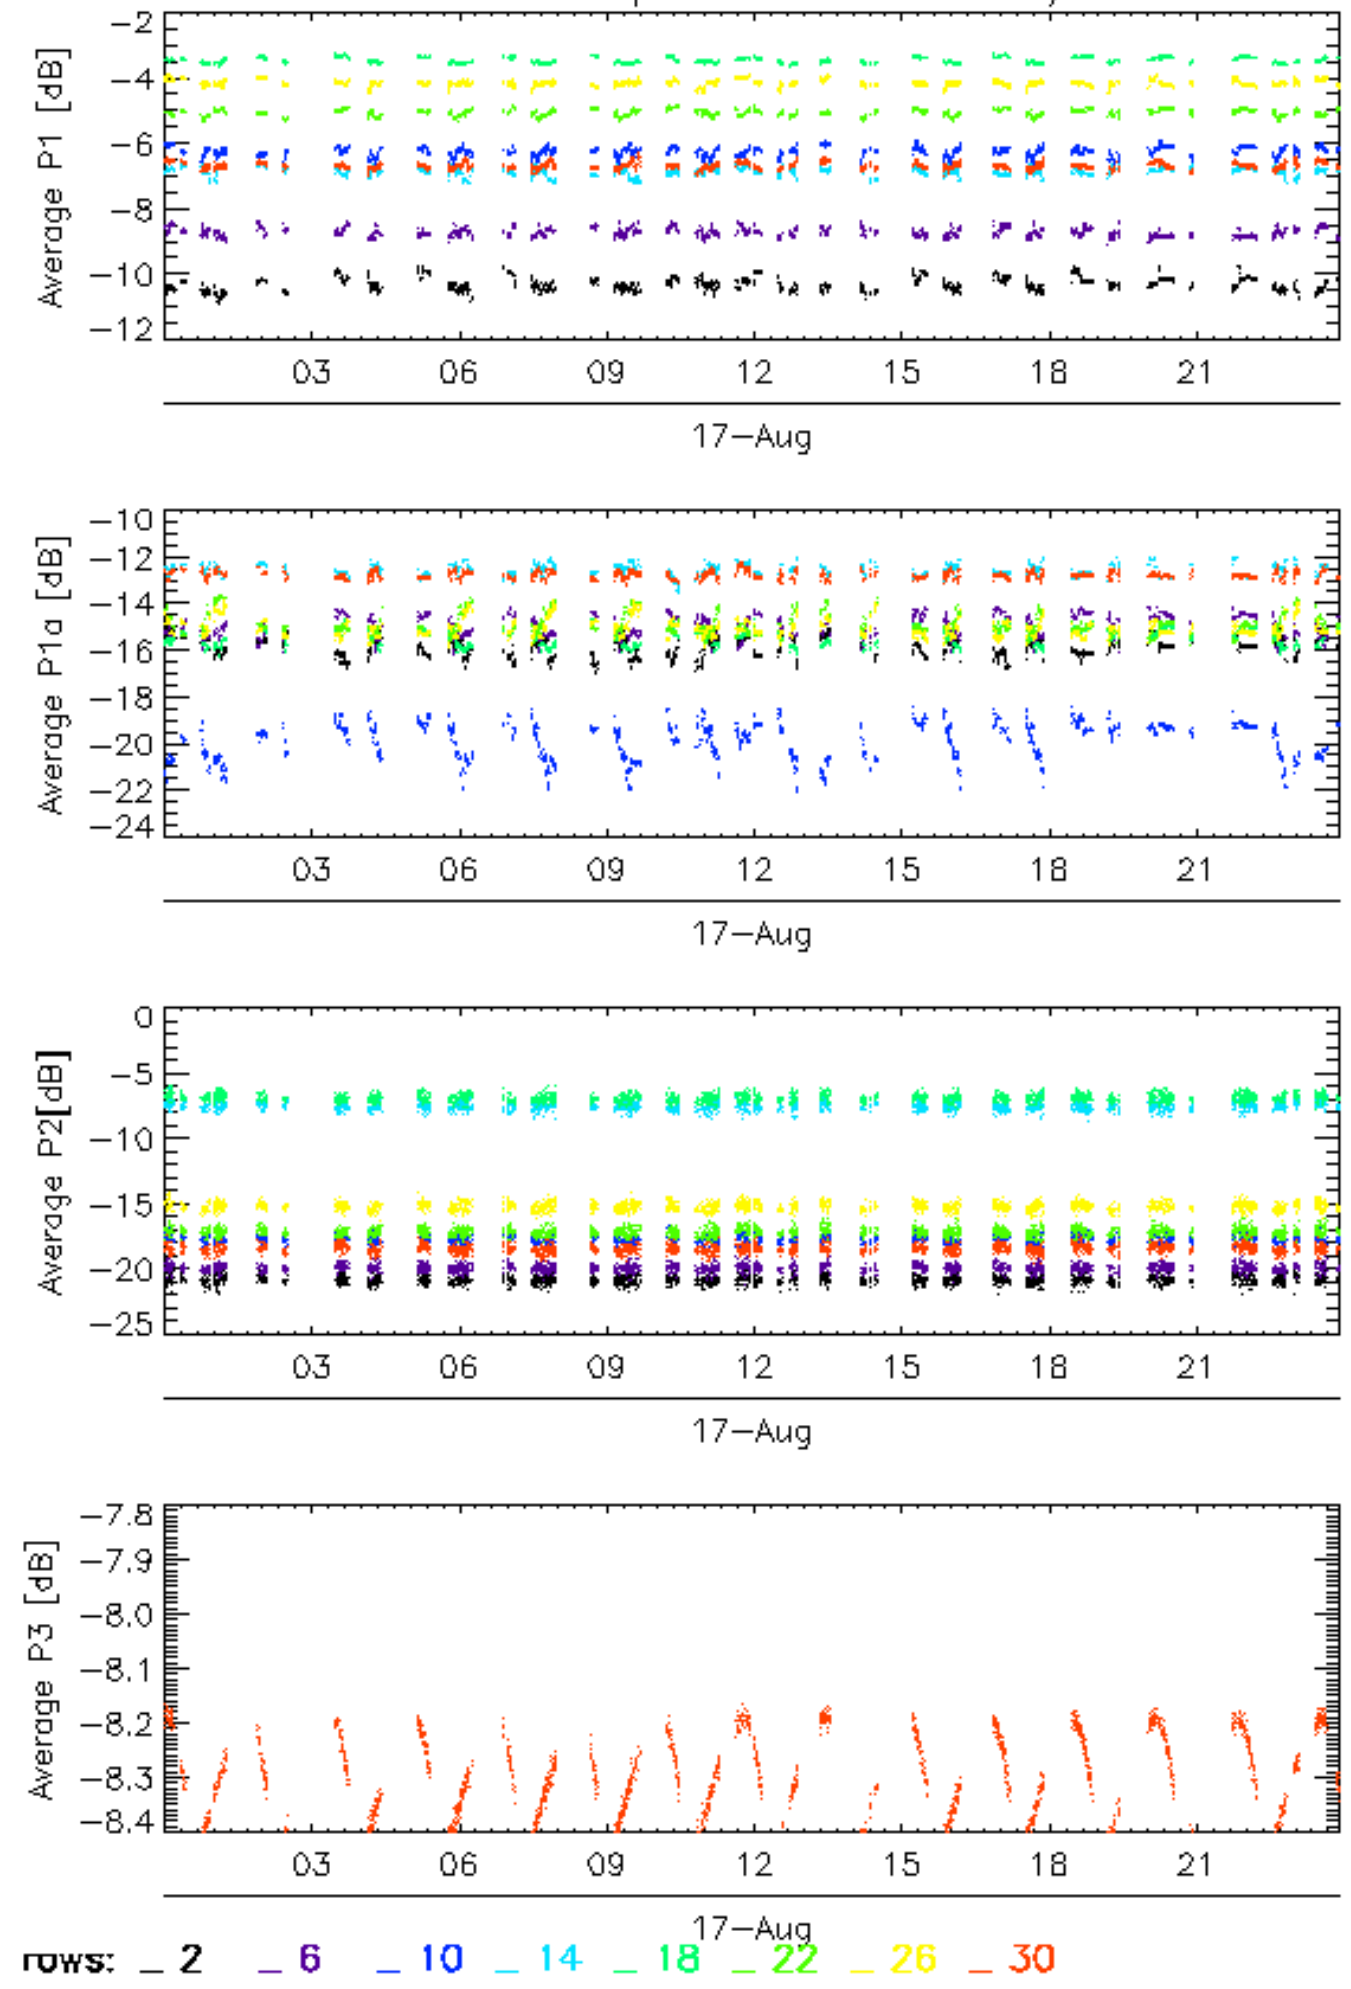 −2
−4
−6
−8
−10
−12
Average P1 [dB]
03 06 09 12 15 18 21
17−Aug
−10
−12
−14
−16
−18
−20
−22
−24
Average P1a [dB]
03 06 09 12 15 18 21
17−Aug
0
−5
−10
−15
−20
−25
Average P2[dB]
03 06 09 12 15 18 21
17−Aug
−7.8
−7.9
−8.0
−8.1
−8.2
−8.3
−8.4
Average P3 [dB]
03 06 09 12 15 18 21
17−Aug
rows: _ 2 _ 6 _ 10 _ 14 _ 18 _ 22 _ 26 _ 30